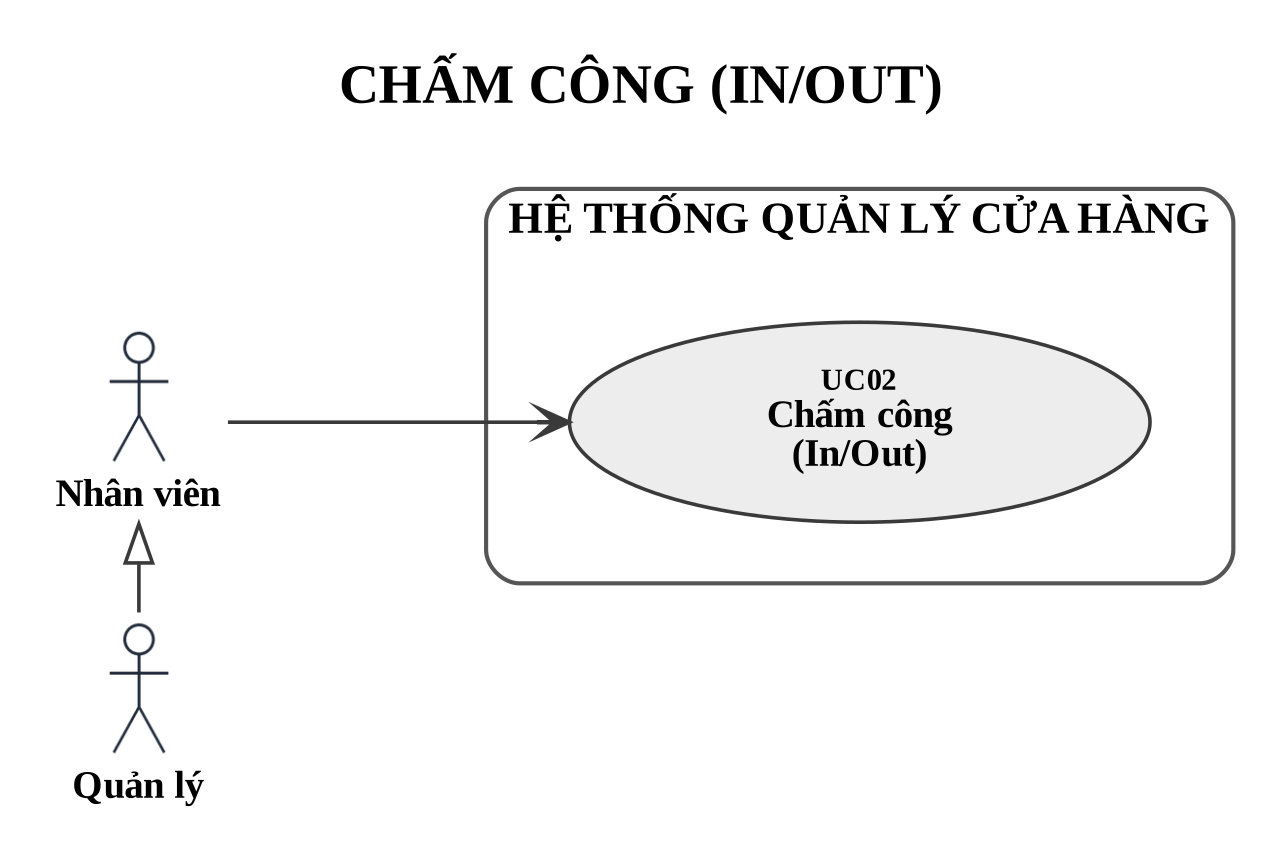 CHẤM CÔNG (IN/OUT)
HỆ THỐNG QUẢN LÝ CỬA HÀNG
UC02
Chấm công
(In/Out)
Nhân viên
Quản lý